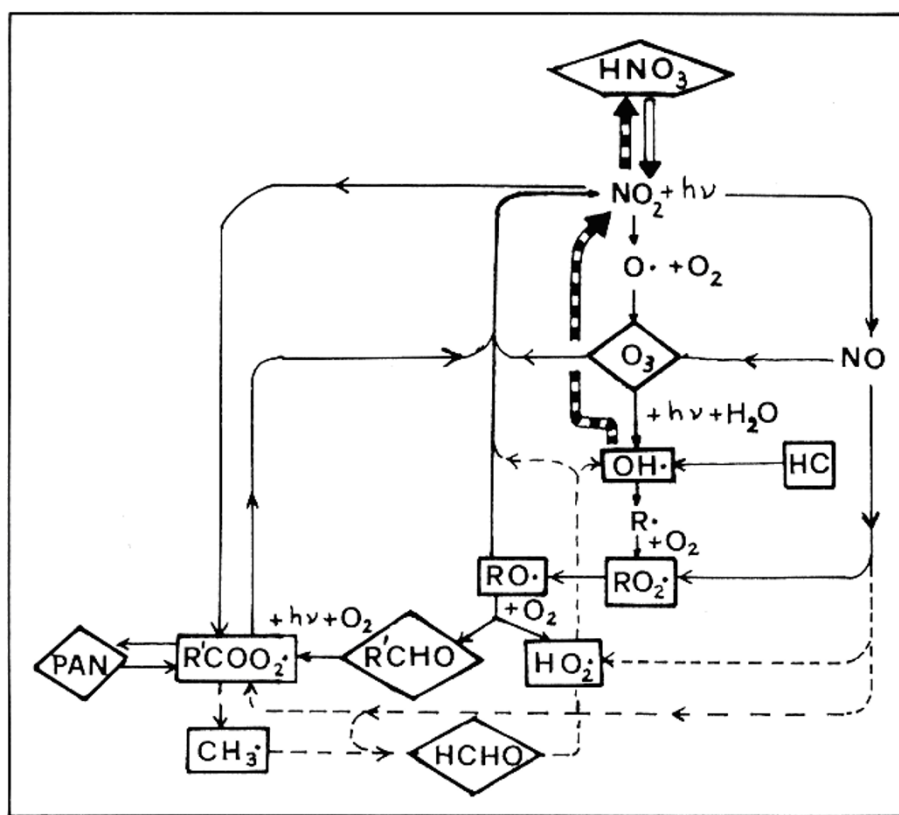 HNO₃
NO₂ + hν
O· + O₂
O₃
NO
+ hν + H₂O
OH·
HC
R·
+ O₂
RO·
RO₂·
+ O₂
+ hν + O₂
PAN
R'COO₂·
R'CHO
HO₂·
CH₃·
HCHO